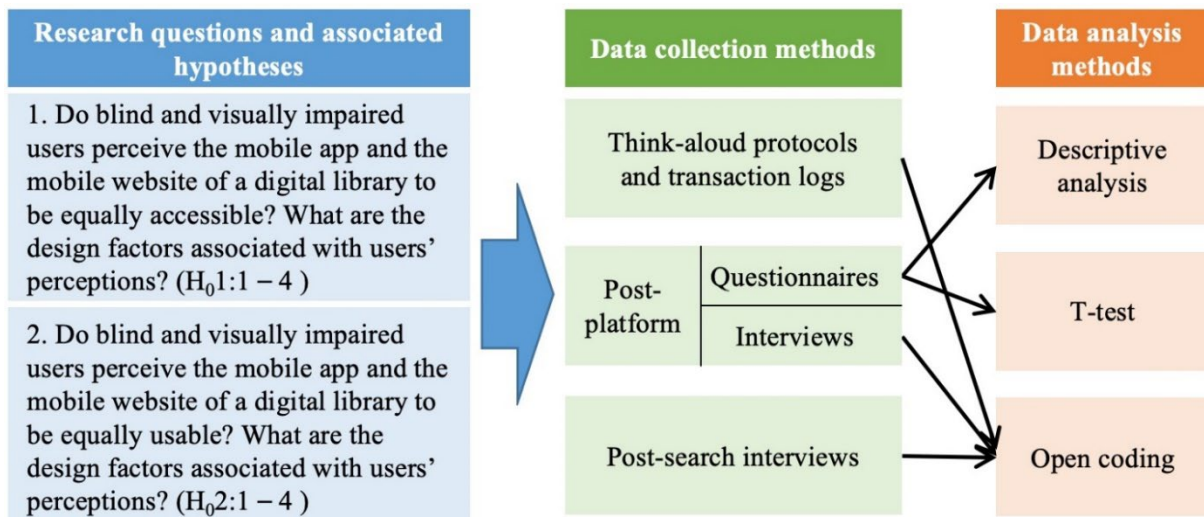 Research questions and associated
hypotheses
1. Do blind and visually impaired
users perceive the mobile app and the
mobile website of a digital library to
be equally accessible? What are the
design factors associated with users’
perceptions? (H₀1:1 – 4 )
2. Do blind and visually impaired
users perceive the mobile app and the
mobile website of a digital library to
be equally usable? What are the
design factors associated with users’
perceptions? (H₀2:1 – 4 )
Data collection methods
Think-aloud protocols
and transaction logs
Post-
platform
Questionnaires
Interviews
Post-search interviews
Data analysis
methods
Descriptive
analysis
T-test
Open coding